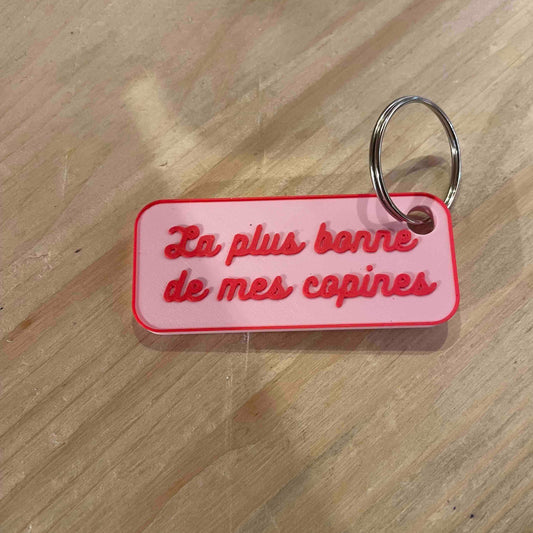 La plus bonne
de mes copines